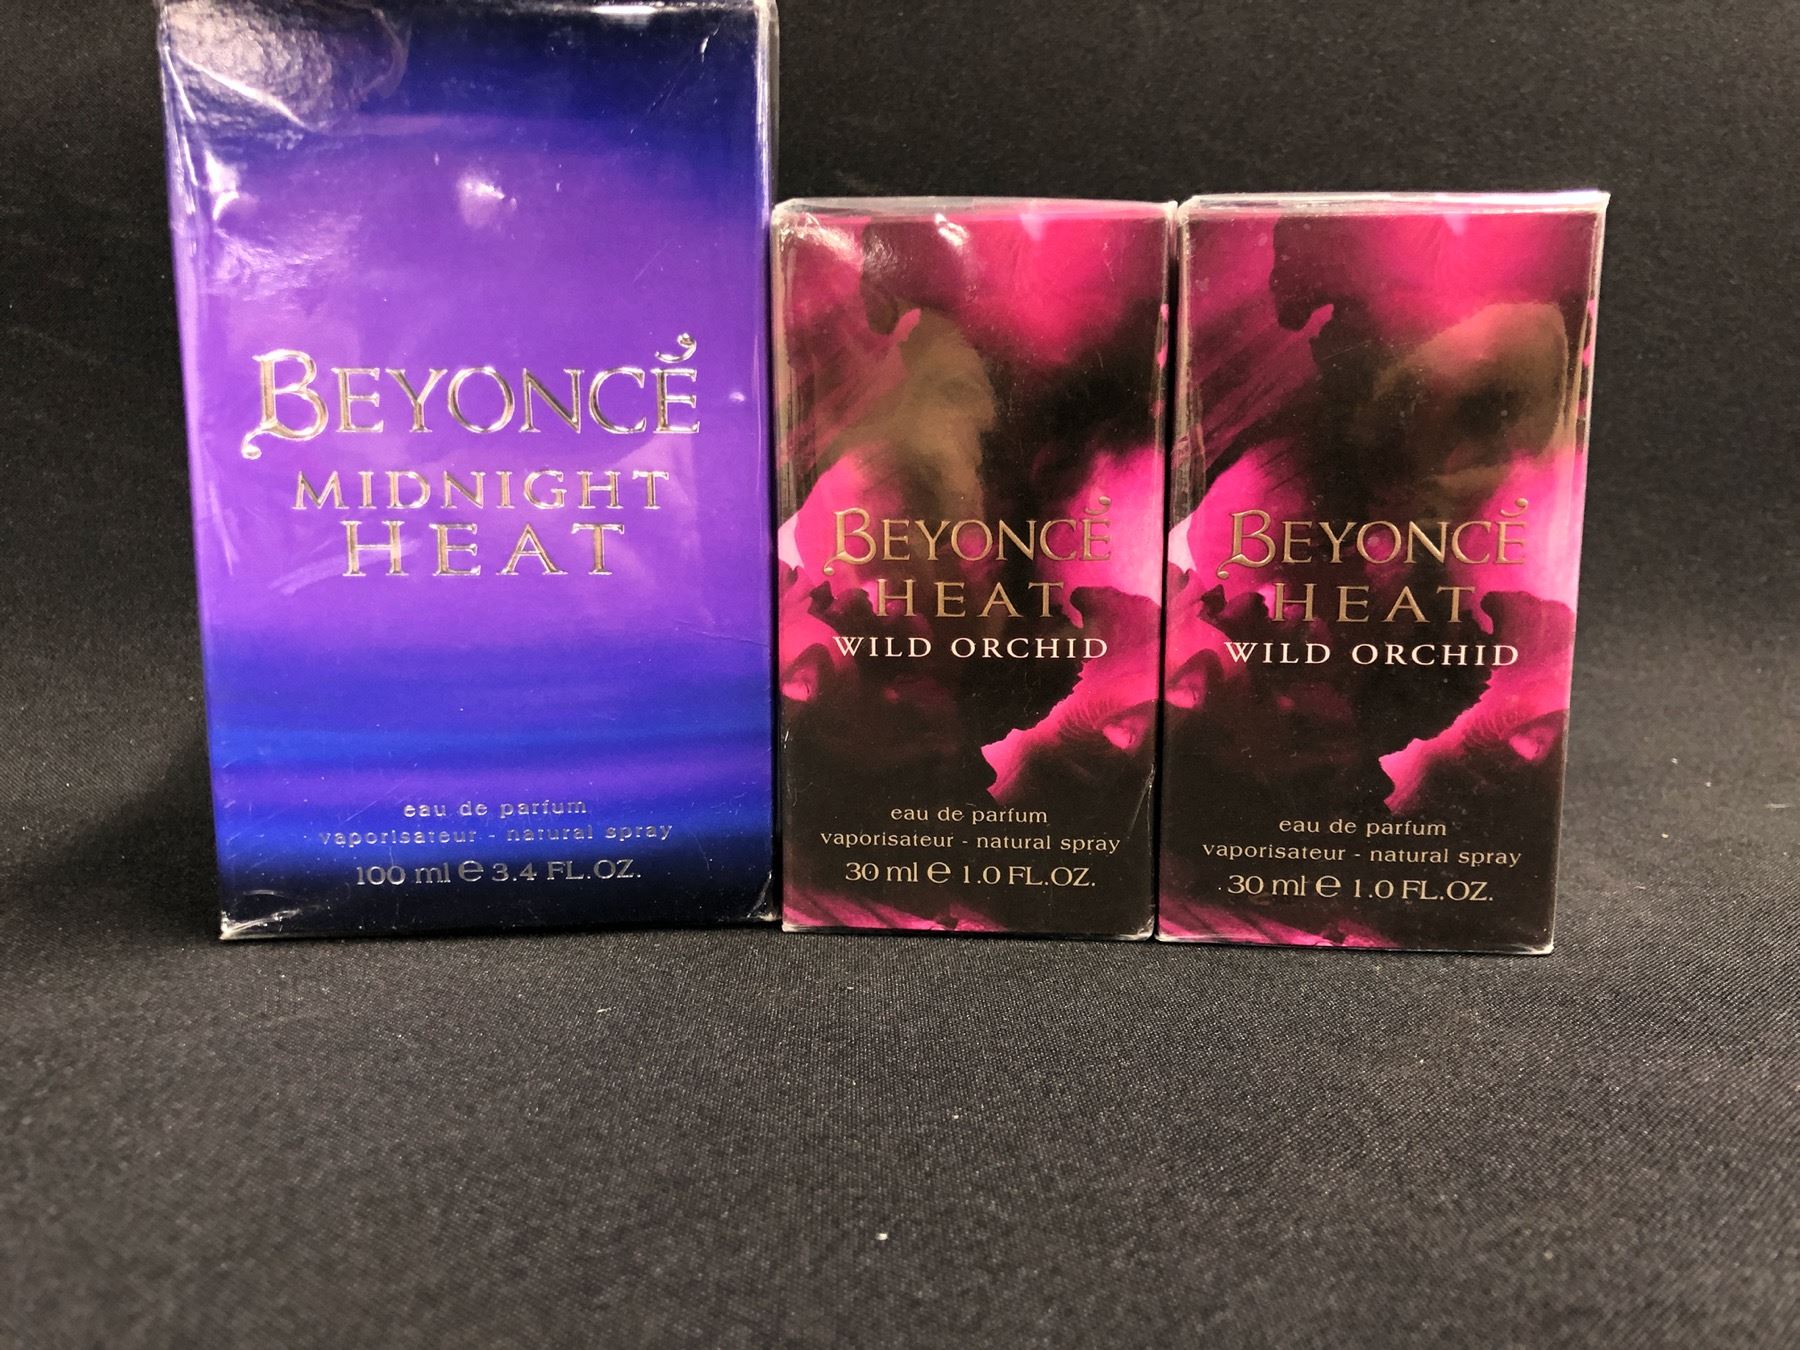 BEYONCÉ
MIDNIGHT
HEAT
eau de parfum
vaporisateur - natural spray
100 ml ℮ 3.4 FL.OZ.
BEYONCÉ
HEAT
WILD ORCHID
eau de parfum
vaporisateur - natural spray
30 ml ℮ 1.0 FL.OZ.
BEYONCÉ
HEAT
WILD ORCHID
eau de parfum
vaporisateur - natural spray
30 ml ℮ 1.0 FL.OZ.